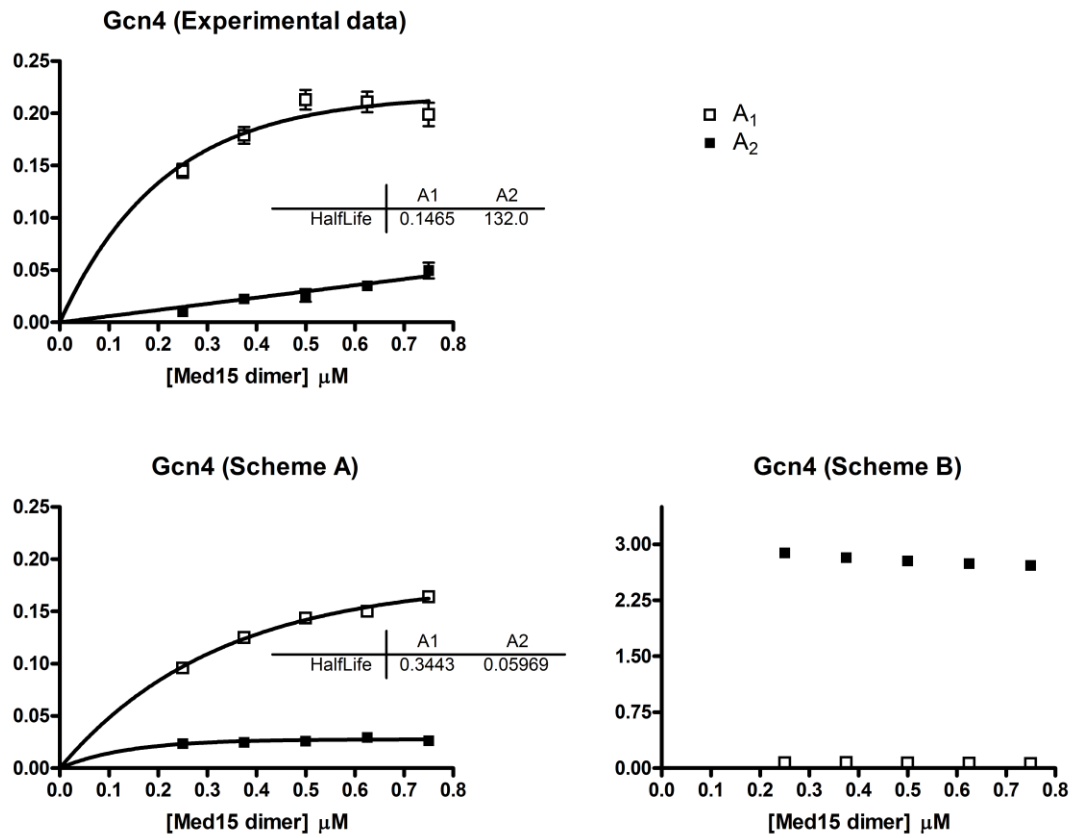 Gcn4 (Experimental data)
0.25
0.20
0.15
0.10
0.05
0.00
A1 A2
HalfLife 0.1465 132.0
0.0 0.1 0.2 0.3 0.4 0.5 0.6 0.7 0.8
[Med15 dimer] μM
A₁
A₂
Gcn4 (Scheme A)
0.25
0.20
0.15
0.10
0.05
0.00
A1 A2
HalfLife 0.3443 0.05969
0.0 0.1 0.2 0.3 0.4 0.5 0.6 0.7 0.8
[Med15 dimer] μM
Gcn4 (Scheme B)
3.00
2.25
1.50
0.75
0.00
0.0 0.1 0.2 0.3 0.4 0.5 0.6 0.7 0.8
[Med15 dimer] μM